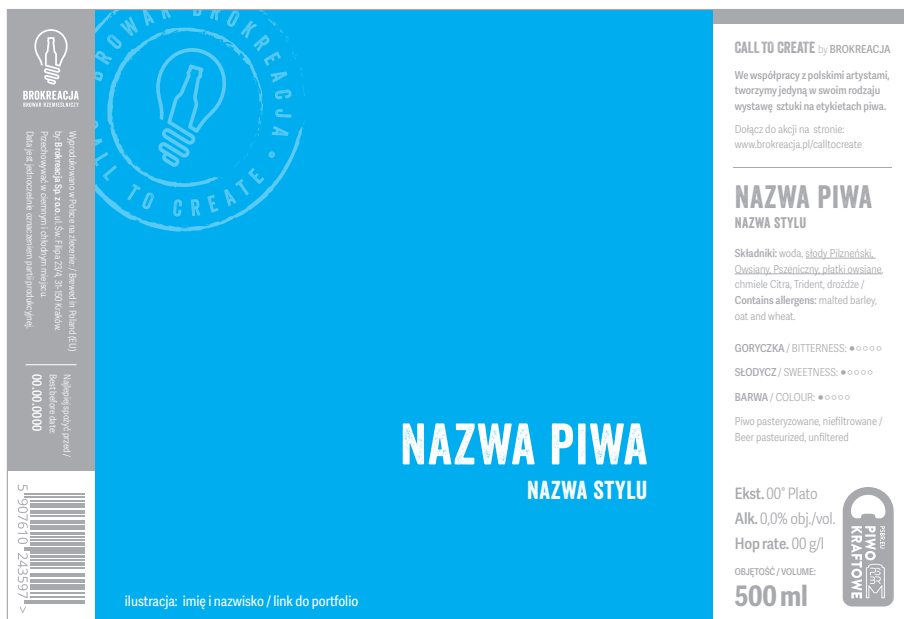 BROKREACJA
BROWAR RZEMIEŚLNICZY
Wyprodukowano w Polsce na zlecenie: / Brewed in Poland (EU)
by: Brokreacja Sp. z o.o. ul. Św. Filipa 23/4, 31-150 Kraków.
Przechowywać w ciemnym i chłodnym miejscu.
Data jest jednocześnie oznaczeniem partii produkcyjnej.
Najlepiej spożyć przed /
Best before date:
00.00.0000
5 907610 243597 >
BROWAR BROKREACJA • CALL TO CREATE
NAZWA PIWA
NAZWA STYLU
ilustracja: imię i nazwisko / link do portfolio
CALL TO CREATE by BROKREACJA
We współpracy z polskimi artystami,
tworzymy jedyną w swoim rodzaju
wystawę sztuki na etykietach piwa.
Dołącz do akcji na stronie:
www.brokreacja.pl/calltocreate
NAZWA PIWA
NAZWA STYLU
Składniki: woda, słody Pilzneński,
Owsiany, Pszeniczny, płatki owsiane,
chmiele Citra, Trident, drożdże /
Contains allergens: malted barley,
oat and wheat.
GORYCZKA / BITTERNESS: ●○○○○
SŁODYCZ / SWEETNESS: ●○○○○
BARWA / COLOUR: ●○○○○
Piwo pasteryzowane, niefiltrowane /
Beer pasteurized, unfiltered
Ekst. 00° Plato
Alk. 0,0% obj./vol.
Hop rate. 00 g/l
OBJĘTOŚĆ / VOLUME:
500 ml
PSBR.EU
PIWO
KRAFTOWE